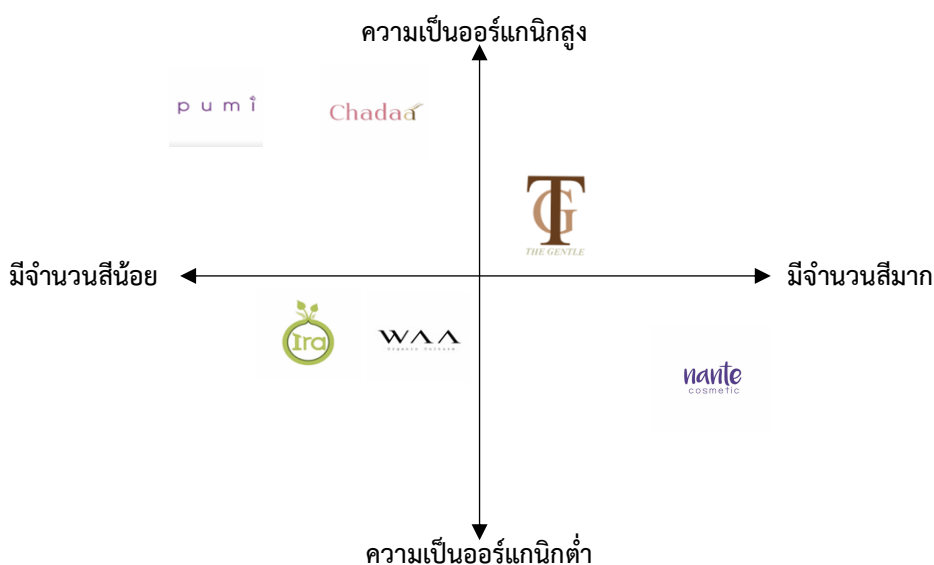 ความเป็นออร์แกนิกสูง
pumi
Chadaa
TG
THE GENTLE
มีจำนวนสีน้อย
มีจำนวนสีมาก
Ira
WAA
nante
cosmetic
ความเป็นออร์แกนิกต่ำ